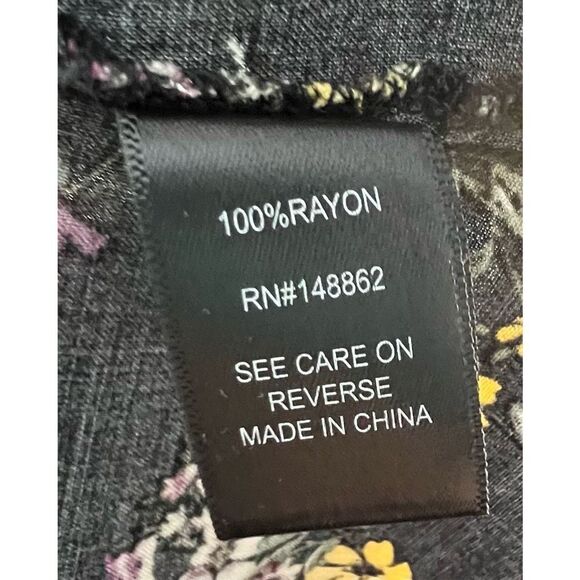 100%RAYON
RN#148862
SEE CARE ON
REVERSE
MADE IN CHINA